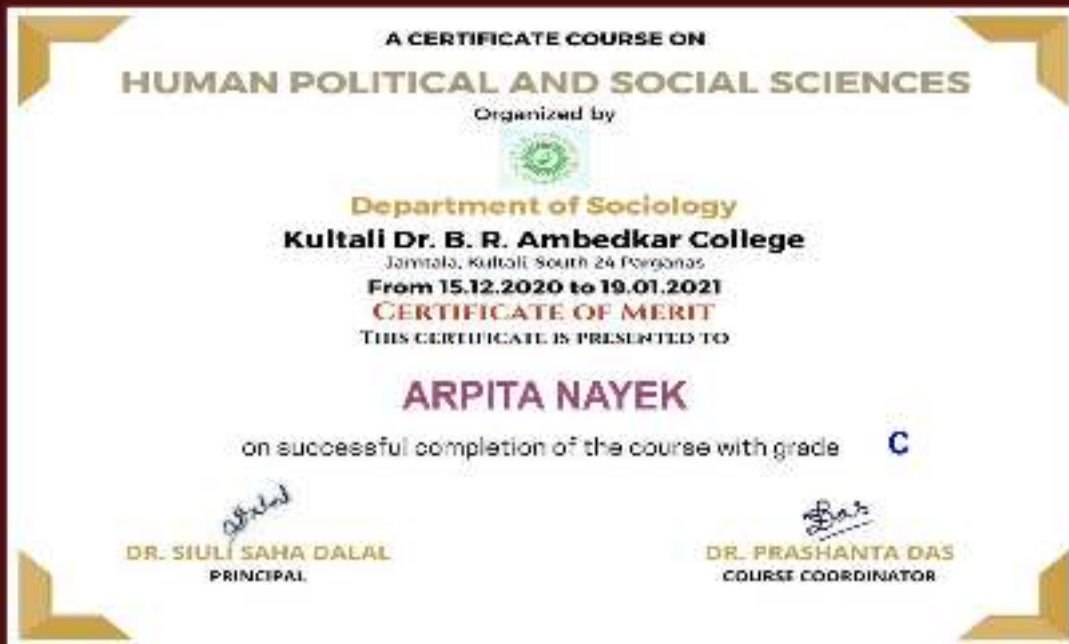 A CERTIFICATE COURSE ON
HUMAN POLITICAL AND SOCIAL SCIENCES
Organized by
Department of Sociology
Kultali Dr. B. R. Ambedkar College
Jamtala, Kultali, South 24 Parganas
From 15.12.2020 to 19.01.2021
CERTIFICATE OF MERIT
THIS CERTIFICATE IS PRESENTED TO
ARPITA NAYEK
on successful completion of the course with grade C
DR. SIULI SAHA DALAL
PRINCIPAL
Das
DR. PRASHANTA DAS
COURSE COORDINATOR